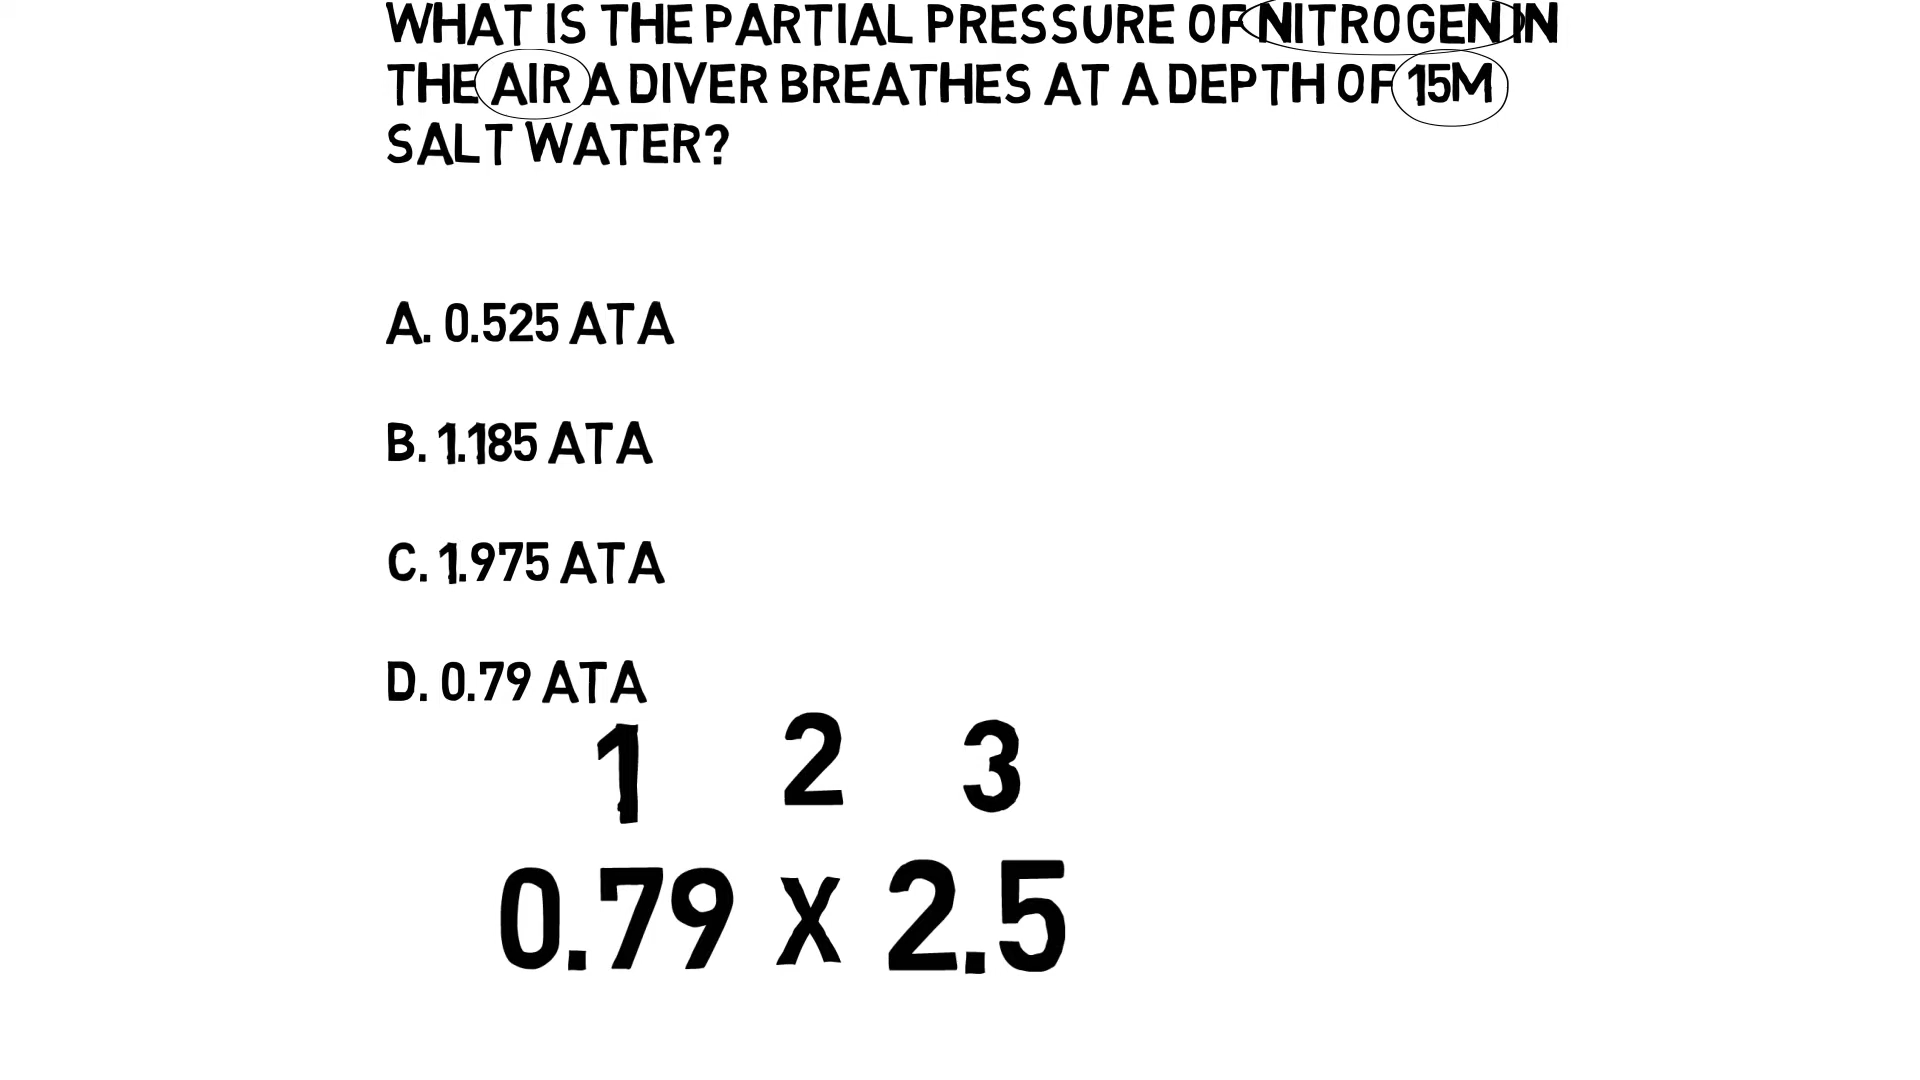 WHAT IS THE PARTIAL PRESSURE OF NITROGEN IN
THE AIR A DIVER BREATHES AT A DEPTH OF 15M
SALT WATER?
A. 0.525 ATA
B. 1.185 ATA
C. 1.975 ATA
D. 0.79 ATA
1 2 3
0.79 X 2.5